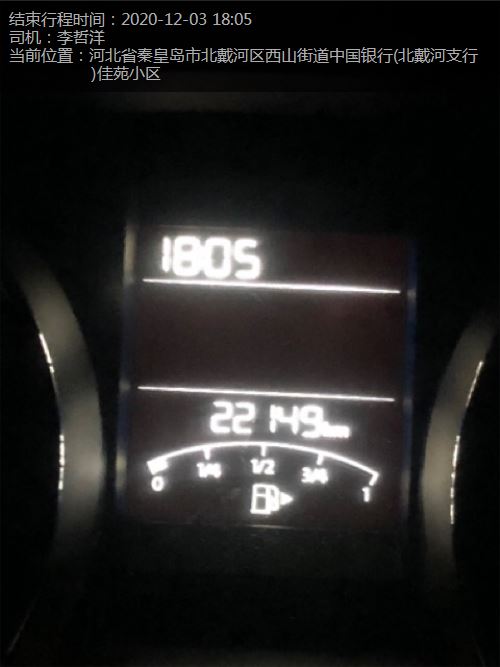 结束行程时间：2020-12-03 18:05
司机：李哲洋
当前位置：河北省秦皇岛市北戴河区西山街道中国银行(北戴河支行
)佳苑小区
1805
22149km
0 1/4 1/2 3/4 1